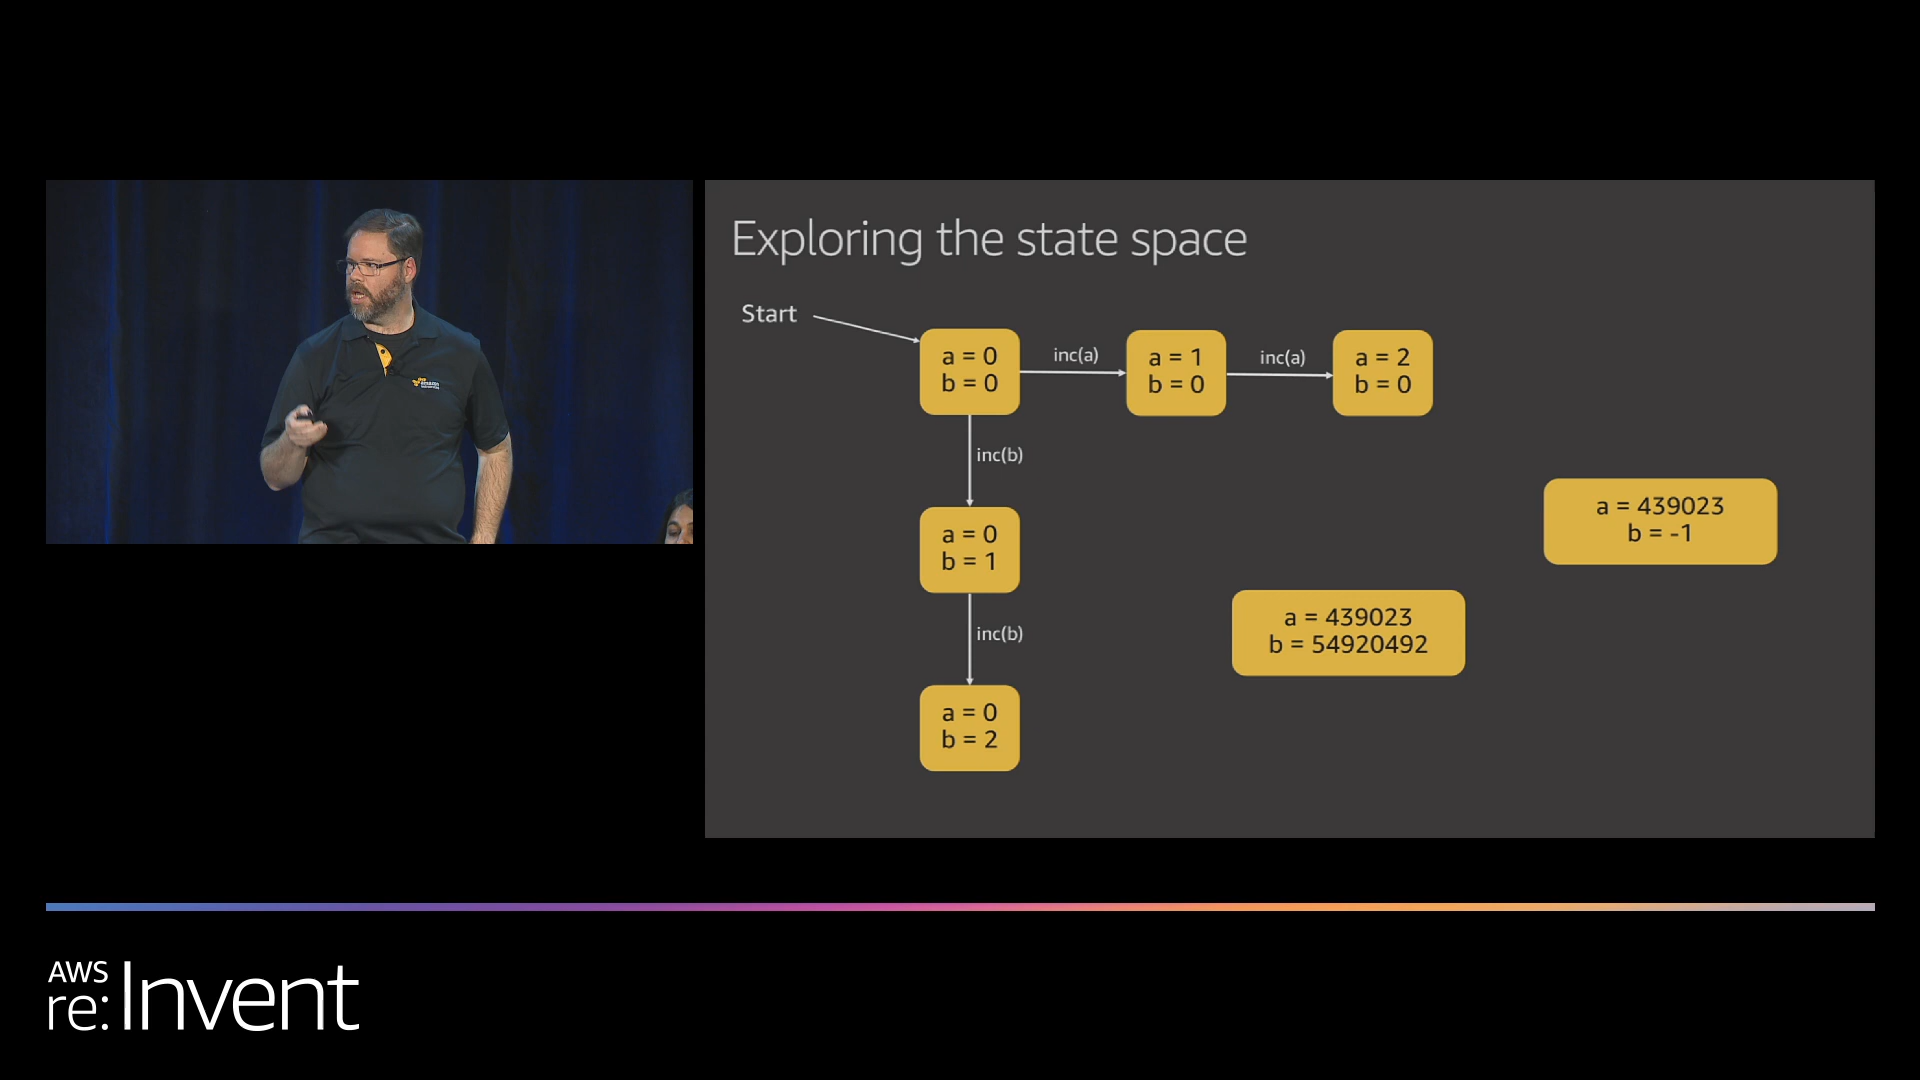 Exploring the state space
Start
a = 0
b = 0
inc(a)
a = 1
b = 0
inc(a)
a = 2
b = 0
inc(b)
a = 0
b = 1
inc(b)
a = 0
b = 2
a = 439023
b = -1
a = 439023
b = 54920492
AWS
re:Invent